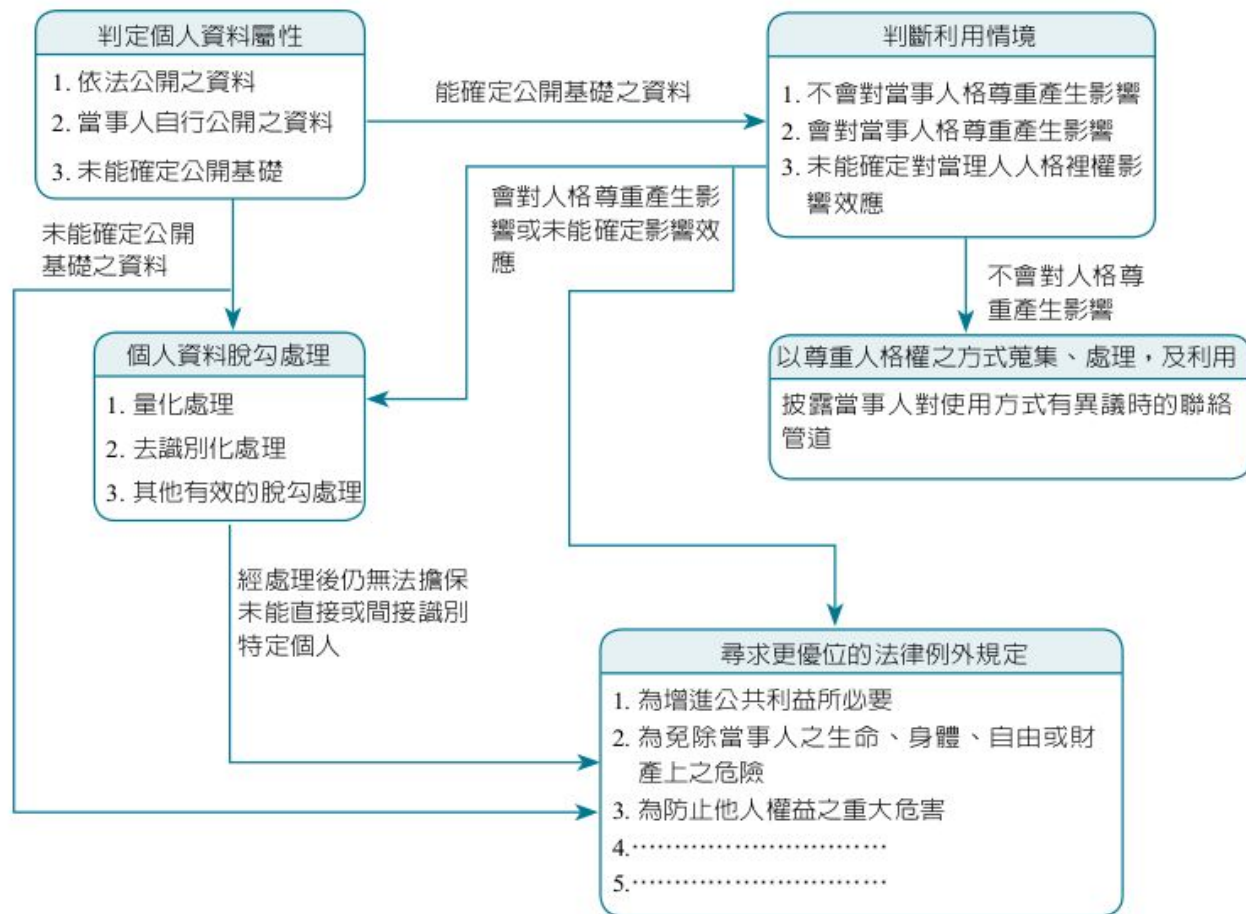 判定個人資料屬性
1. 依法公開之資料
2. 當事人自行公開之資料
3. 未能確定公開基礎
能確定公開基礎之資料
判斷利用情境
1. 不會對當事人格尊重產生影響
2. 會對當事人格尊重產生影響
3. 未能確定對當理人人格裡權影
響效應
未能確定公開
基礎之資料
會對人格尊重產生影
響或未能確定影響效
應
不會對人格尊
重產生影響
個人資料脫勾處理
1. 量化處理
2. 去識別化處理
3. 其他有效的脫勾處理
以尊重人格權之方式蒐集、處理，及利用
披露當事人對使用方式有異議時的聯絡
管道
經處理後仍無法擔保
未能直接或間接識別
特定個人
尋求更優位的法律例外規定
1. 為增進公共利益所必要
2. 為免除當事人之生命、身體、自由或財
產上之危險
3. 為防止他人權益之重大危害
4.…………………………
5.…………………………